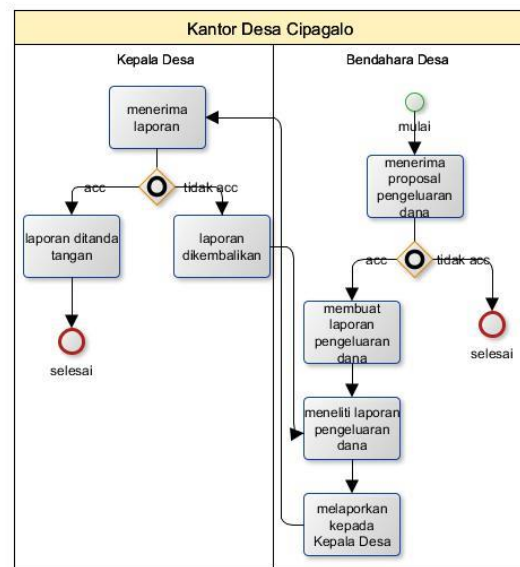 Kantor Desa Cipagalo
Kepala Desa
Bendahara Desa
mulai
menerima
proposal
pengeluaran
dana
acc
tidak acc
selesai
membuat
laporan
pengeluaran
dana
meneliti laporan
pengeluaran
dana
melaporkan
kepada
Kepala Desa
menerima
laporan
acc
tidak acc
laporan ditanda
tangan
laporan
dikembalikan
selesai